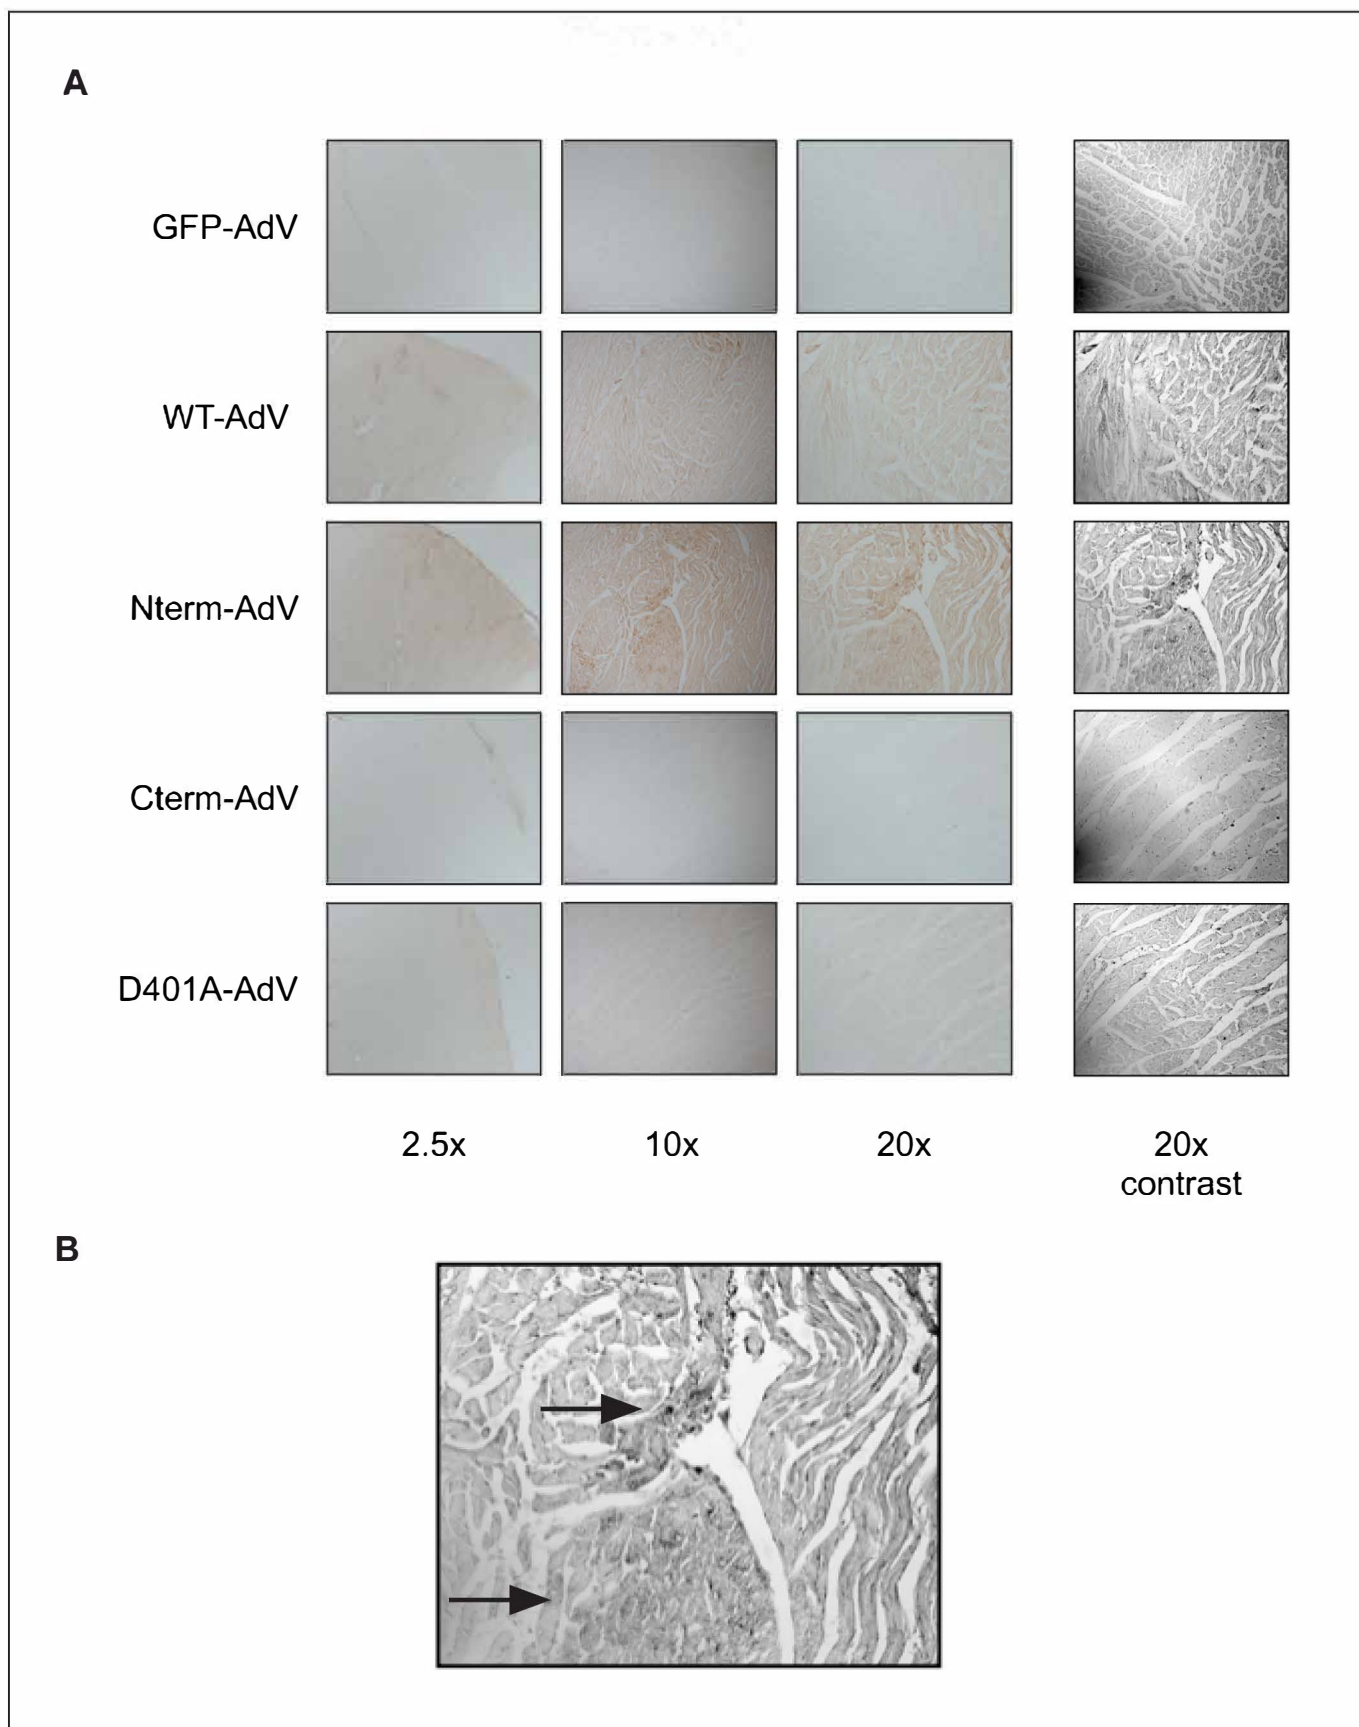 A
GFP-AdV
WT-AdV
Nterm-AdV
Cterm-AdV
D401A-AdV
2.5x 10x 20x 20x
contrast
B